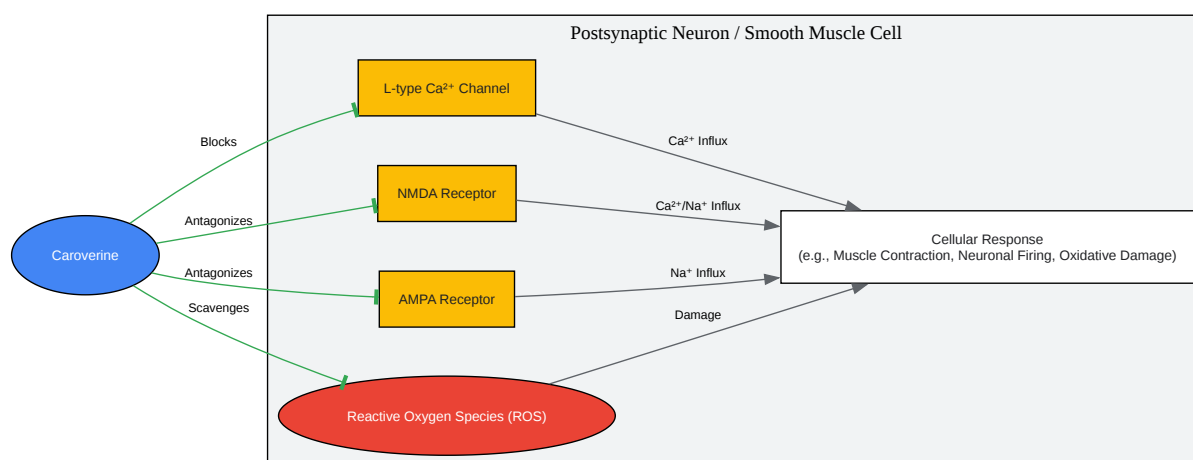 Postsynaptic Neuron / Smooth Muscle Cell
L-type Ca²⁺ Channel
Blocks
Ca²⁺ Influx
NMDA Receptor
Antagonizes
Ca²⁺/Na⁺ Influx
Caroverine
Cellular Response
(e.g., Muscle Contraction, Neuronal Firing, Oxidative Damage)
Antagonizes
Na⁺ Influx
AMPA Receptor
Scavenges
Damage
Reactive Oxygen Species (ROS)